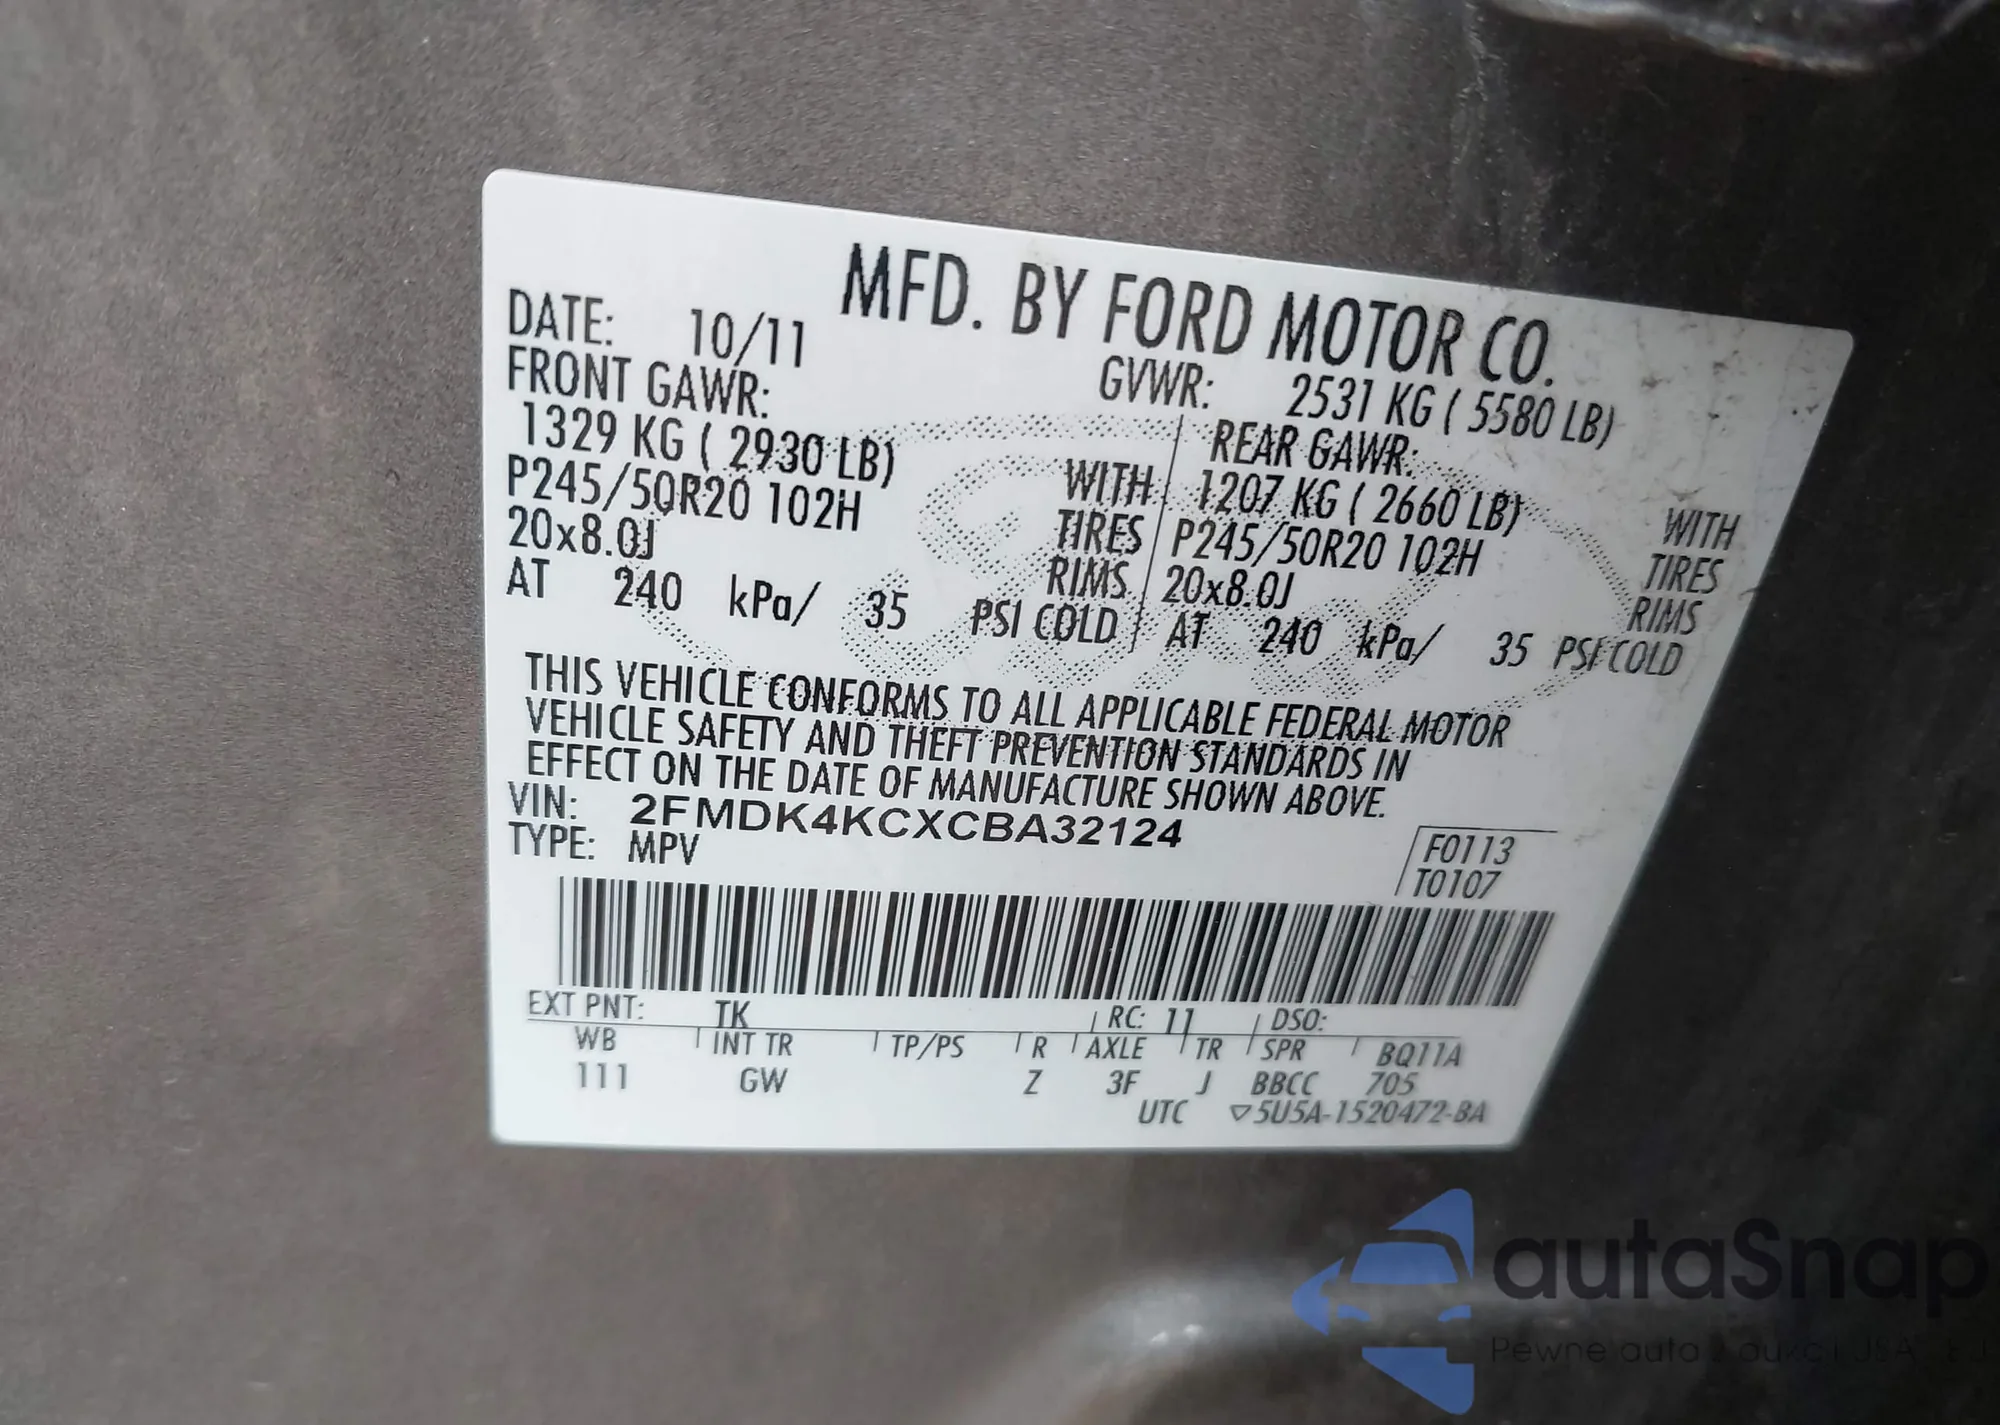 MFD. BY FORD MOTOR CO.
DATE: 10/11 GVWR: 2531 KG ( 5580 LB)
FRONT GAWR: REAR GAWR:
1329 KG ( 2930 LB) WITH 1207 KG ( 2660 LB) WITH
P245/50R20 102H TIRES P245/50R20 102H TIRES
20x8.0J RIMS 20x8.0J RIMS
AT 240 kPa/ 35 PSI COLD AT 240 kPa/ 35 PSI COLD
THIS VEHICLE CONFORMS TO ALL APPLICABLE FEDERAL MOTOR
VEHICLE SAFETY AND THEFT PREVENTION STANDARDS IN
EFFECT ON THE DATE OF MANUFACTURE SHOWN ABOVE.
VIN: 2FMDK4KCXCBA32124
TYPE: MPV
F0113
T0107
EXT PNT: TK RC: 11 DSO:
WB INT TR TP/PS R AXLE TR SPR BQ11A
111 GW Z 3F J BBCC 705
UTC ▽5U5A-1520472-BA
autaSnap
Pewne auta z aukcji USA